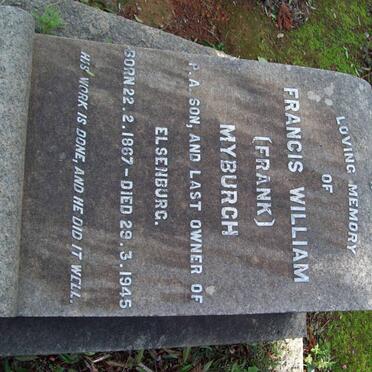 LOVING MEMORY
OF
FRANCIS WILLIAM
(FRANK)
MYBURCH
P.A. SON, AND LAST OWNER OF
ELSENBURG.
BORN 22.2.1867 – DIED 29.3.1945
HIS WORK IS DONE, AND HE DID IT WELL.